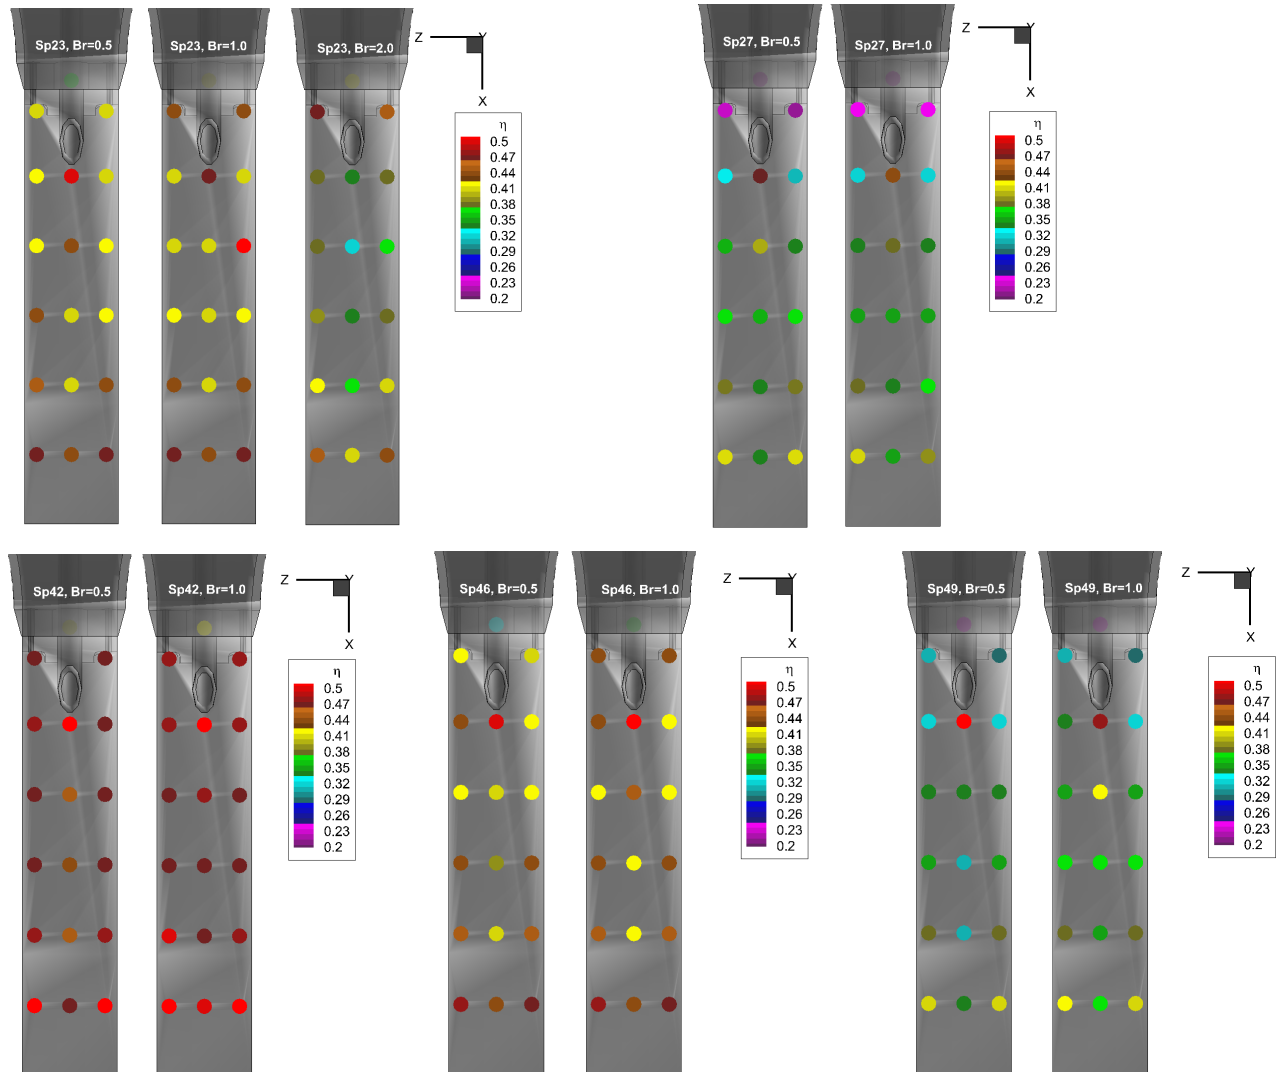 Sp23, Br=0.5
Sp23, Br=1.0
Sp23, Br=2.0
Z
Y
X
η
0.5
0.47
0.44
0.41
0.38
0.35
0.32
0.29
0.26
0.23
0.2
Sp27, Br=0.5
Sp27, Br=1.0
Z
Y
X
η
0.5
0.47
0.44
0.41
0.38
0.35
0.32
0.29
0.26
0.23
0.2
Sp42, Br=0.5
Sp42, Br=1.0
Z
Y
X
η
0.5
0.47
0.44
0.41
0.38
0.35
0.32
0.29
0.26
0.23
0.2
Sp46, Br=0.5
Sp46, Br=1.0
Z
Y
X
η
0.5
0.47
0.44
0.41
0.38
0.35
0.32
0.29
0.26
0.23
0.2
Sp49, Br=0.5
Sp49, Br=1.0
Z
Y
X
η
0.5
0.47
0.44
0.41
0.38
0.35
0.32
0.29
0.26
0.23
0.2